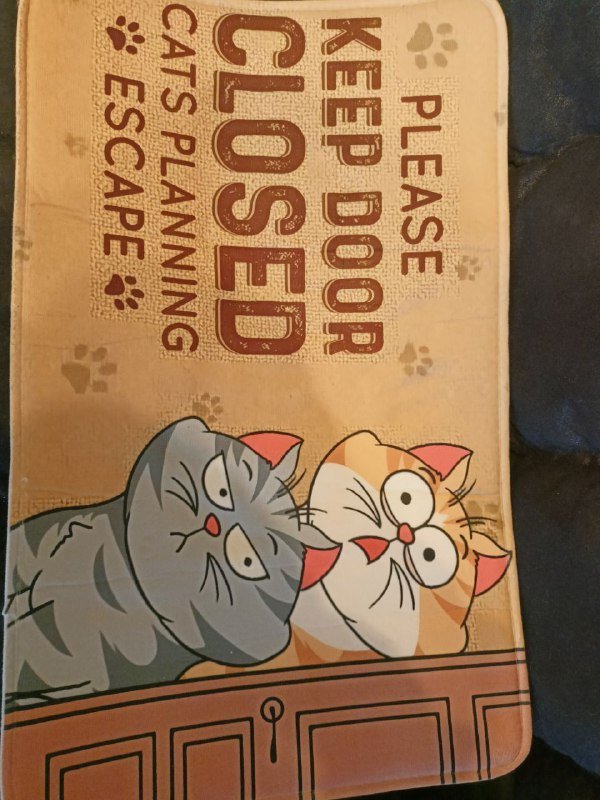 PLEASE
KEEP DOOR
CLOSED
CATS PLANNING
ESCAPE